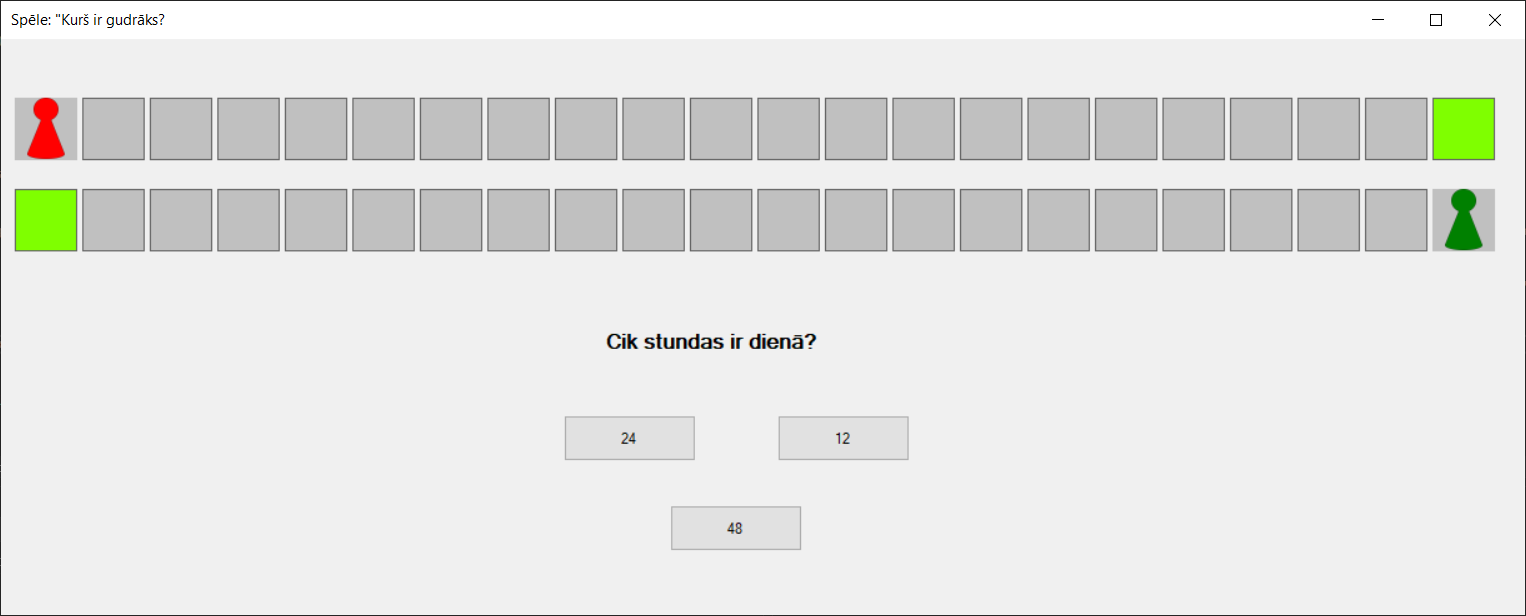 Spēle: "Kurš ir gudrāks?
Cik stundas ir dienā?
24
12
48